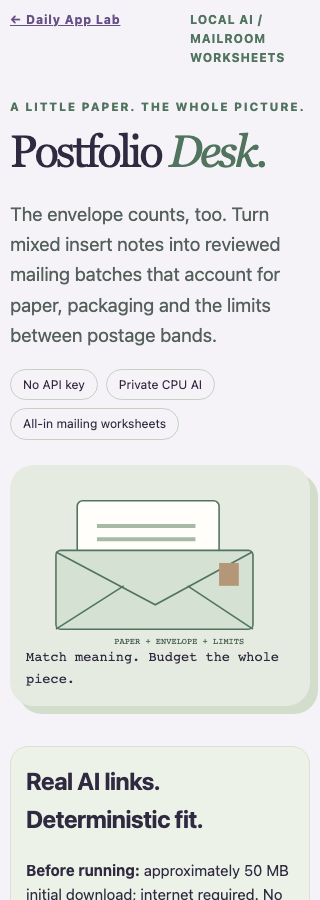 ← Daily App Lab
LOCAL AI /
MAILROOM
WORKSHEETS
A LITTLE PAPER. THE WHOLE PICTURE.
Postfolio Desk.
The envelope counts, too. Turn
mixed insert notes into reviewed
mailing batches that account for
paper, packaging and the limits
between postage bands.
No API key
Private CPU AI
All-in mailing worksheets
PAPER + ENVELOPE + LIMITS
Match meaning. Budget the whole
piece.
Real AI links.
Deterministic fit.
Before running: approximately 50 MB
initial download; internet required. No